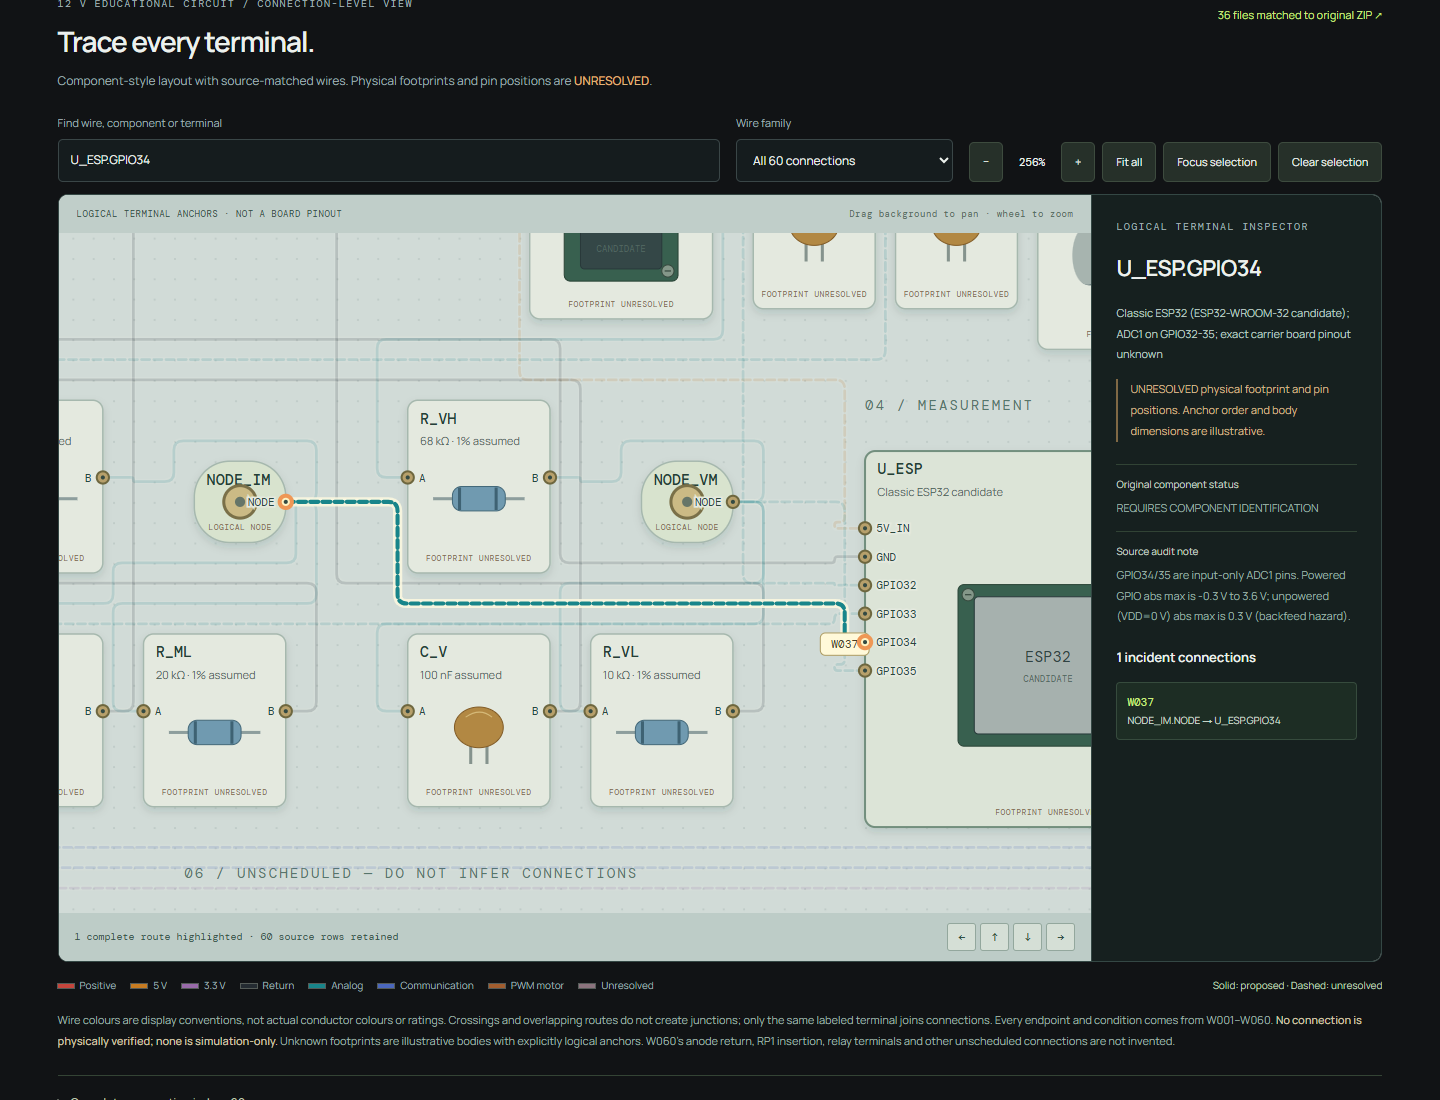 12 V EDUCATIONAL CIRCUIT / CONNECTION-LEVEL VIEW
36 files matched to original ZIP ↗
Trace every terminal.
Component-style layout with source-matched wires. Physical footprints and pin positions are UNRESOLVED.
Find wire, component or terminal
Wire family
U_ESP.GPIO34
All 60 connections
−
256%
+
Fit all
Focus selection
Clear selection
LOGICAL TERMINAL ANCHORS · NOT A BOARD PINOUT
Drag background to pan · wheel to zoom
CANDIDATE
FOOTPRINT UNRESOLVED
FOOTPRINT UNRESOLVED
FOOTPRINT UNRESOLVED
F
04 / MEASUREMENT
ed
B
NODE_IM
NODE
LOGICAL NODE
R_VH
68 kΩ · 1% assumed
A
B
FOOTPRINT UNRESOLVED
NODE_VM
NODE
LOGICAL NODE
OLVED
U_ESP
Classic ESP32 candidate
5V_IN
GND
GPIO32
GPIO33
GPIO34
GPIO35
W037
ESP32
CANDIDATE
FOOTPRINT UNRESOLV
B
OLVED
R_ML
20 kΩ · 1% assumed
A
B
FOOTPRINT UNRESOLVED
C_V
100 nF assumed
A
B
FOOTPRINT UNRESOLVED
R_VL
10 kΩ · 1% assumed
A
B
FOOTPRINT UNRESOLVED
06 / UNSCHEDULED — DO NOT INFER CONNECTIONS
1 complete route highlighted · 60 source rows retained
←
↑
↓
→
LOGICAL TERMINAL INSPECTOR
U_ESP.GPIO34
Classic ESP32 (ESP32-WROOM-32 candidate);
ADC1 on GPIO32-35; exact carrier board pinout
unknown
UNRESOLVED physical footprint and pin
positions. Anchor order and body
dimensions are illustrative.
Original component status
REQUIRES COMPONENT IDENTIFICATION
Source audit note
GPIO34/35 are input-only ADC1 pins. Powered
GPIO abs max is -0.3 V to 3.6 V; unpowered
(VDD=0 V) abs max is 0.3 V (backfeed hazard).
1 incident connections
W037
NODE_IM.NODE → U_ESP.GPIO34
Positive
5 V
3.3 V
Return
Analog
Communication
PWM motor
Unresolved
Solid: proposed · Dashed: unresolved
Wire colours are display conventions, not actual conductor colours or ratings. Crossings and overlapping routes do not create junctions; only the same labeled terminal joins connections. Every endpoint and condition comes from W001–W060. No connection is
physically verified; none is simulation-only. Unknown footprints are illustrative bodies with explicitly logical anchors. W060's anode return, RP1 insertion, relay terminals and other unscheduled connections are not invented.